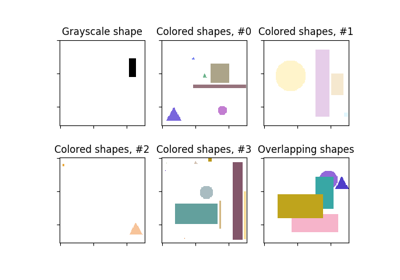 Grayscale shape
Colored shapes, #0
Colored shapes, #1
Colored shapes, #2
Colored shapes, #3
Overlapping shapes